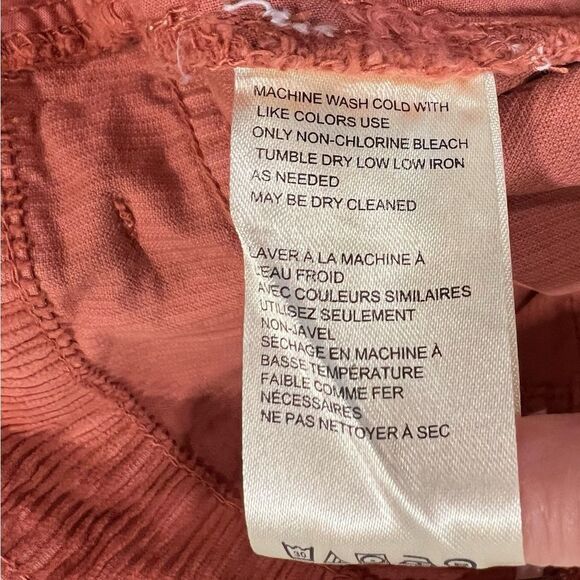 MACHINE WASH COLD WITH
LIKE COLORS USE
ONLY NON-CHLORINE BLEACH
TUMBLE DRY LOW LOW IRON
AS NEEDED
MAY BE DRY CLEANED
LAVER A LA MACHINE À
L'EAU FROID
AVEC COULEURS SIMILAIRES
UTILISEZ SEULEMENT
NON-JAVEL
SÉCHAGE EN MACHINE À
BASSE TEMPÉRATURE
FAIBLE COMME FER
NÉCESSAIRES
NE PAS NETTOYER À SEC
30